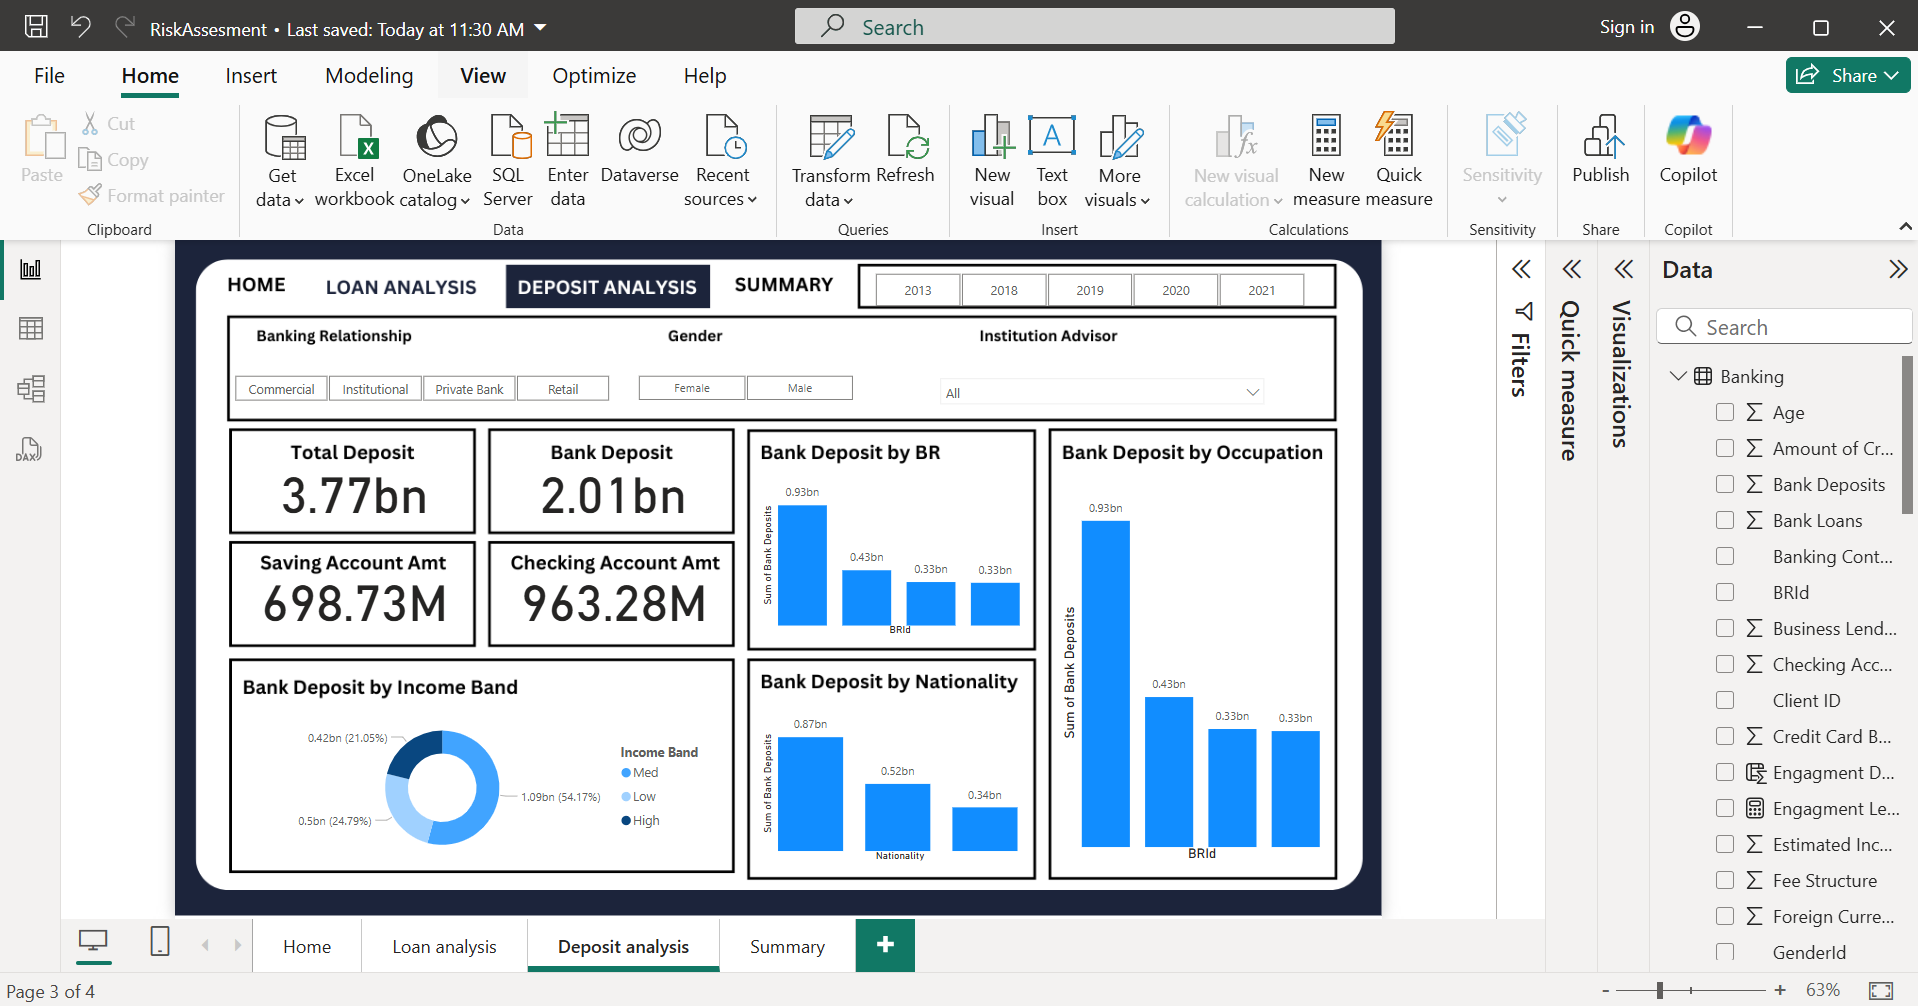 RiskAssesment • Last saved: Today at 11:30 AM
Search
Sign in
File
Home
Insert
Modeling
View
Optimize
Help
Share
Paste
Cut
Copy
Format painter
Clipboard
Get data
Excel workbook
OneLake catalog
SQL Server
Enter data
Dataverse
Recent sources
Data
Transform data
Refresh
Queries
New visual
Text box
More visuals
Insert
New visual calculation
New measure
Quick measure
Calculations
Sensitivity
Sensitivity
Publish
Share
Copilot
Copilot
DAX
HOME
LOAN ANALYSIS
DEPOSIT ANALYSIS
SUMMARY
2013
2018
2019
2020
2021
Banking Relationship
Gender
Institution Advisor
Commercial
Institutional
Private Bank
Retail
Female
Male
All
Total Deposit
3.77bn
Bank Deposit
2.01bn
Saving Account Amt
698.73M
Checking Account Amt
963.28M
Bank Deposit by BR
Sum of Bank Deposits
0.93bn
0.43bn
0.33bn
0.33bn
BRId
Bank Deposit by Occupation
Sum of Bank Deposits
0.93bn
0.43bn
0.33bn
0.33bn
BRId
Bank Deposit by Income Band
0.42bn (21.05%)
0.5bn (24.79%)
1.09bn (54.17%)
Income Band
Med
Low
High
Bank Deposit by Nationality
Sum of Bank Deposits
0.87bn
0.52bn
0.34bn
Nationality
Filters
Quick measure
Visualizations
Data
Search
Banking
Age
Amount of Cr...
Bank Deposits
Bank Loans
Banking Cont...
BRId
Business Lend...
Checking Acc...
Client ID
Credit Card B...
Engagment D...
Engagment Le...
Estimated Inc...
Fee Structure
Foreign Curre...
GenderId
Home
Loan analysis
Deposit analysis
Summary
+
Page 3 of 4
- + 63%